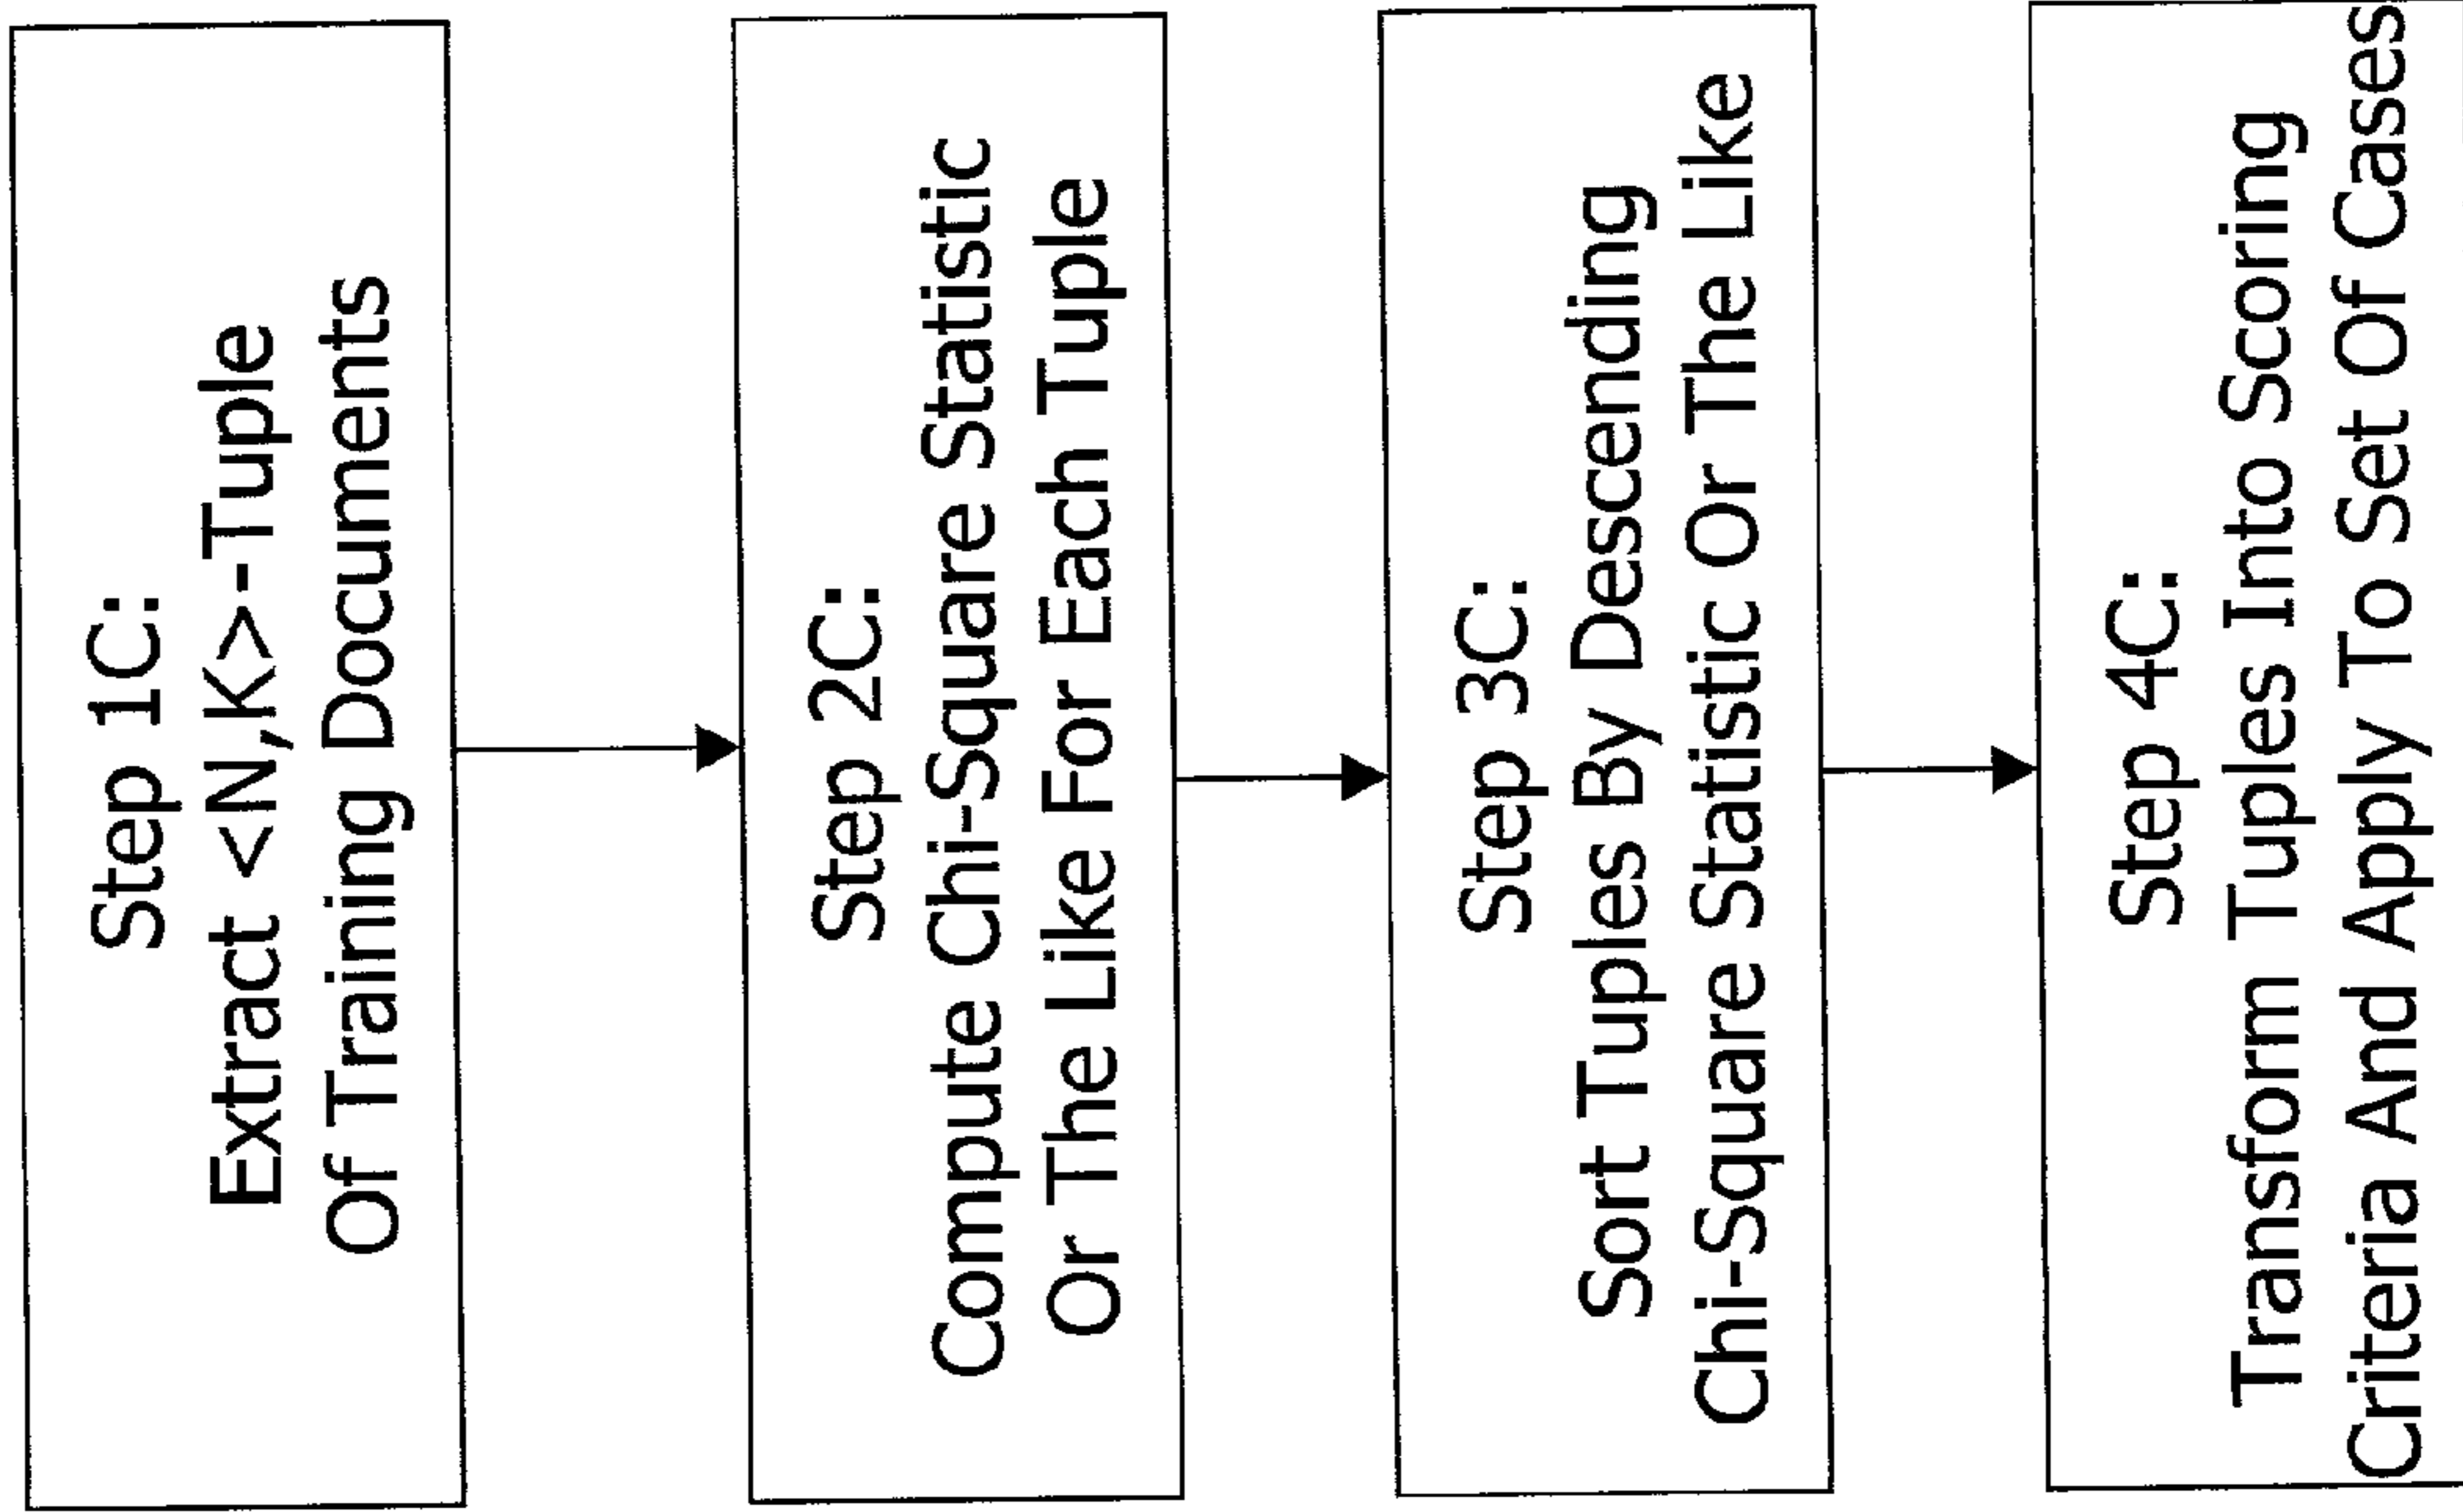 Step 1C:
Extract <N,K>-Tuple
Of Training Documents
Step 2C:
Compute Chi-Square Statistic
Or The Like For Each Tuple
Step 3C:
Sort Tuples By Descending
Chi-Square Statistic Or The Like
Step 4C:
Transform Tuples Into Scoring
Criteria And Apply To Set Of Cases